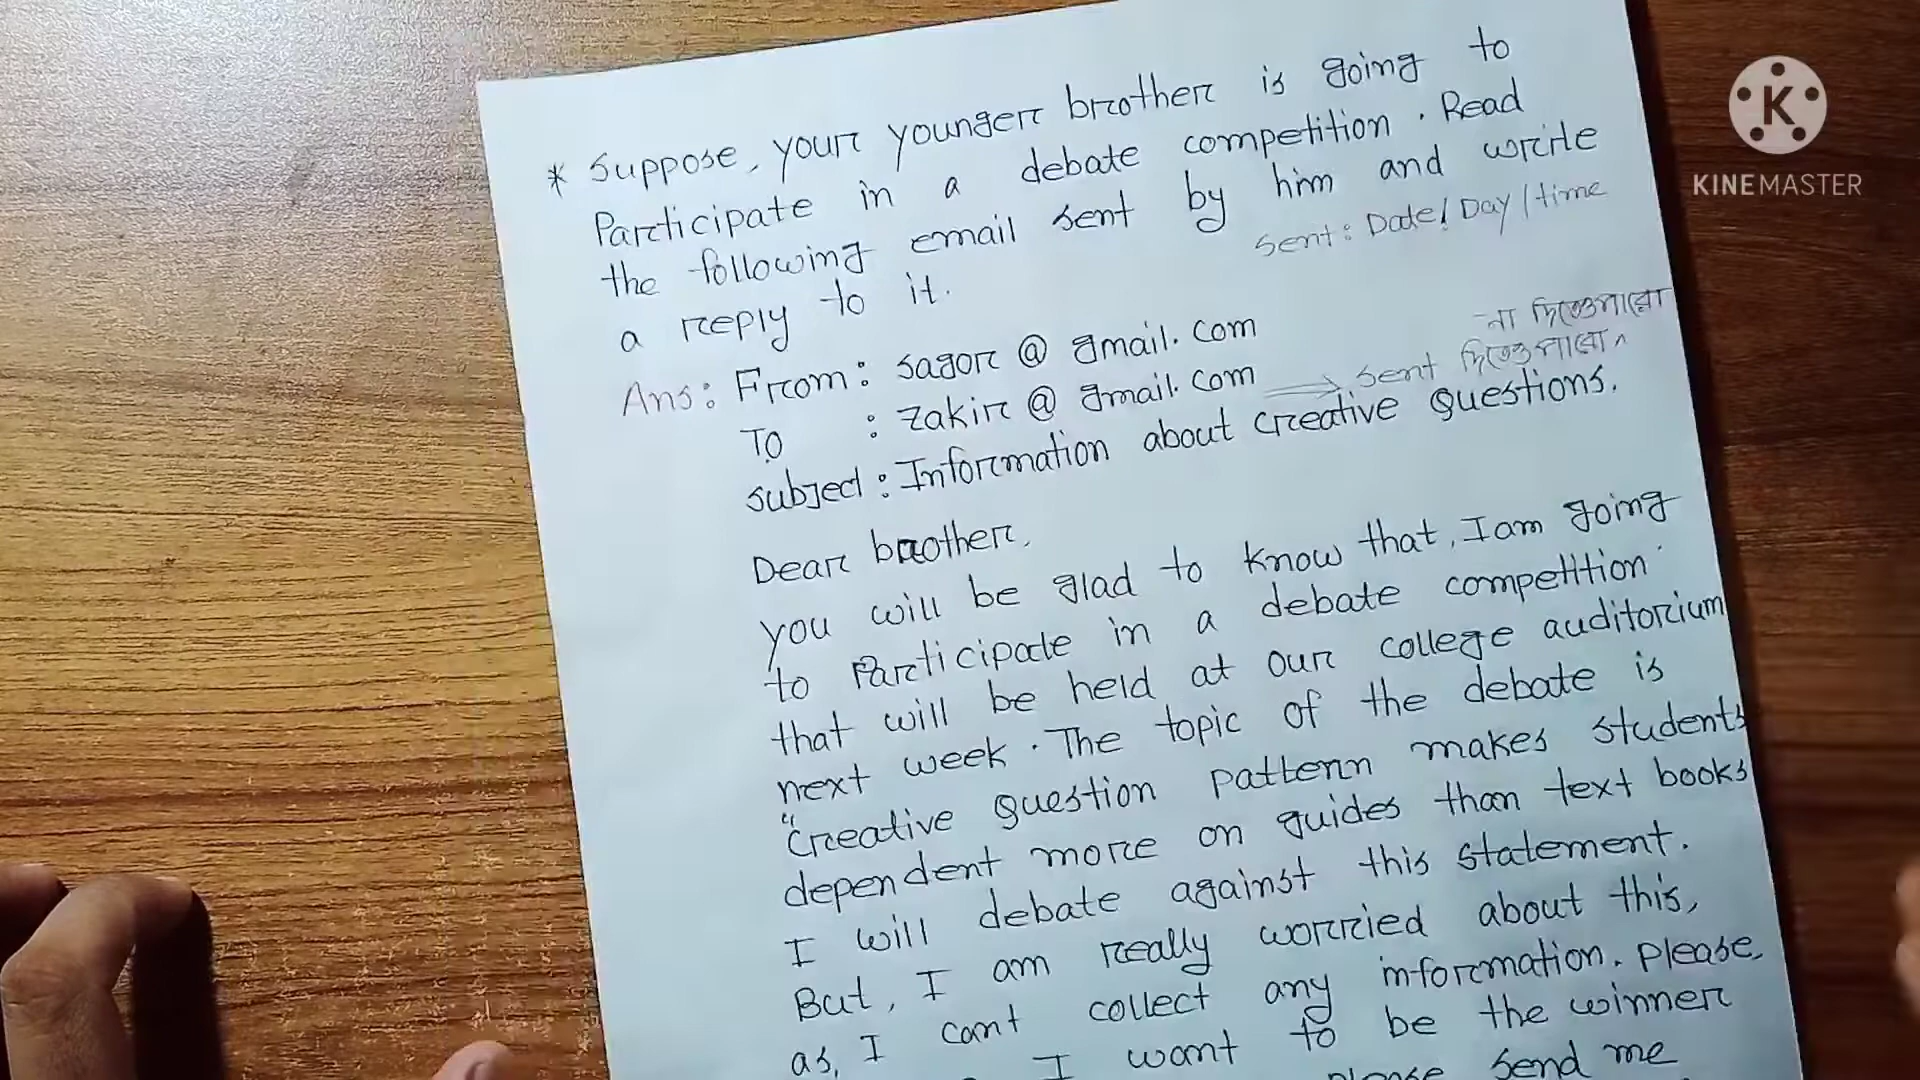 * Suppose, your younger brother is going to
Participate in a debate competition. Read
the following email sent by him and write
a reply to it.
Sent: Date/Day/time
Ans: From: sagor@gmail.com
না দিতেও পারো
To : zakir@gmail.com → sent দিতেও পারো
Subject: Information about creative questions.
Dear brother,
you will be glad to know that, I am going
to Participate in a debate competition
that will be held at our college auditorium
next week. The topic of the debate is
"Creative question pattern makes students
dependent more on guides than text books
I will debate against this statement.
But, I am really worried about this,
as, I cant collect any information. please,
I want to be the winner
please send me
KINEMASTER